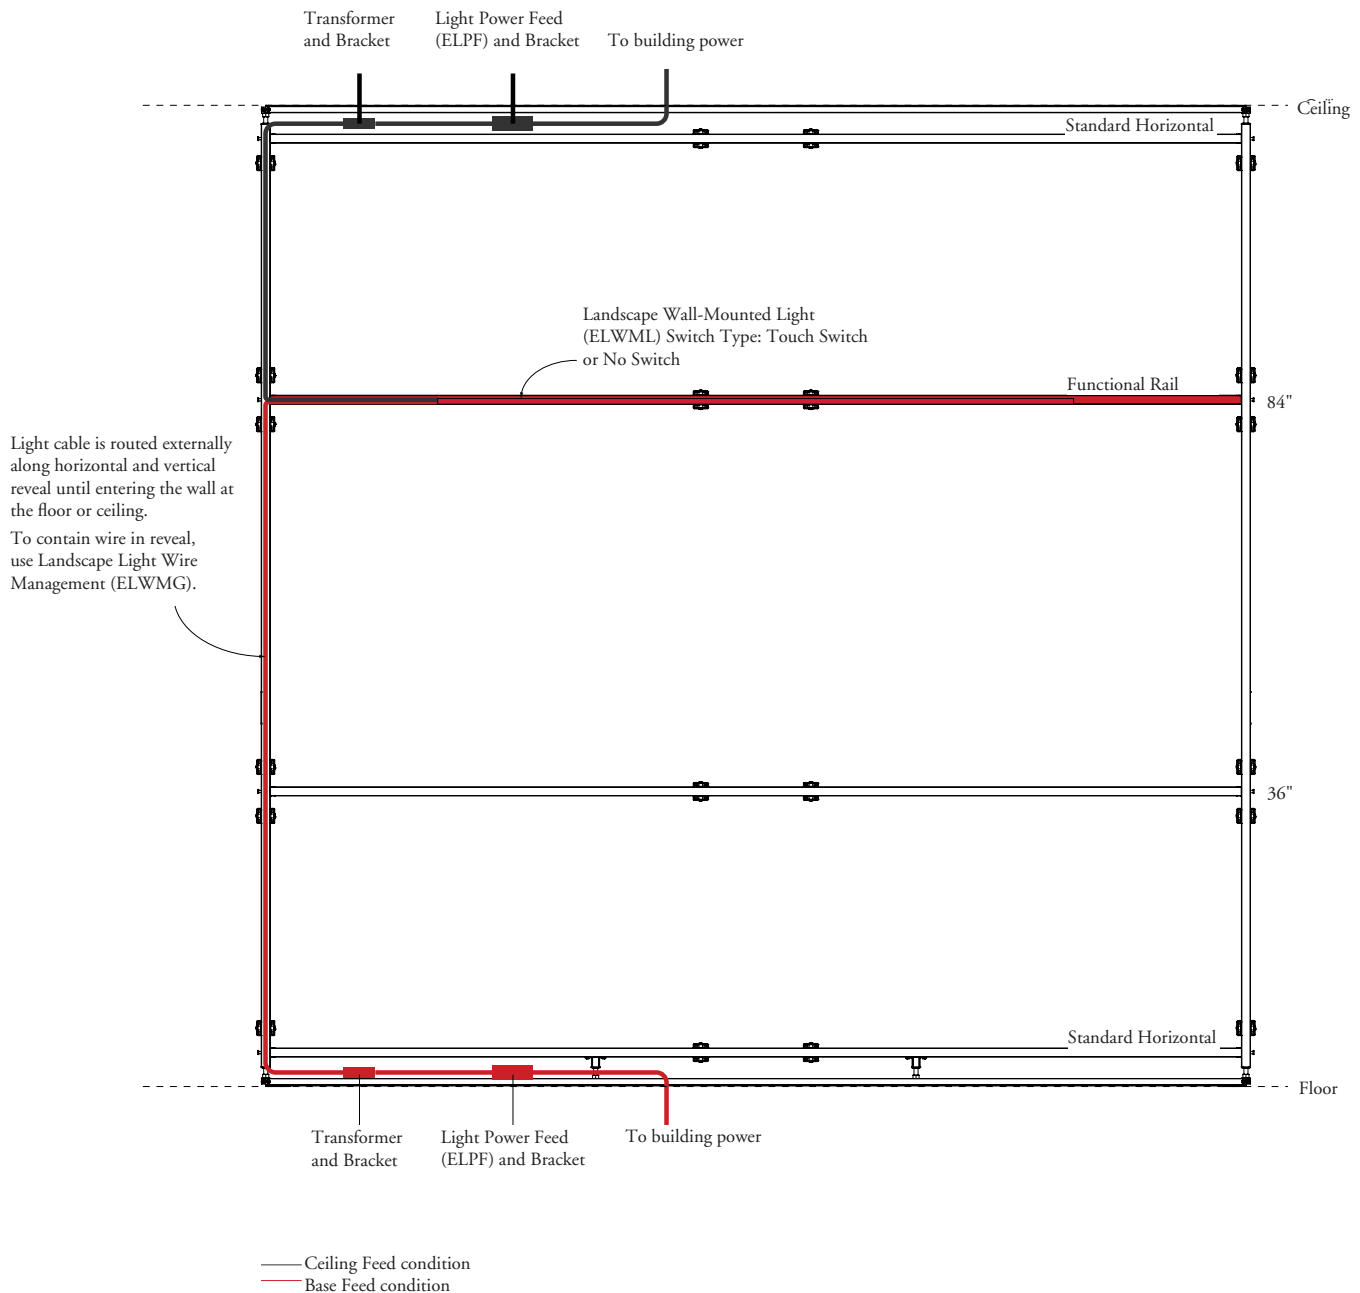 Transformer
and Bracket
Light Power Feed
(ELPF) and Bracket
To building power
Ceiling
Standard Horizontal
Landscape Wall-Mounted Light
(ELWML) Switch Type: Touch Switch
or No Switch
Functional Rail
84"
Light cable is routed externally
along horizontal and vertical
reveal until entering the wall at
the floor or ceiling.
To contain wire in reveal,
use Landscape Light Wire
Management (ELWMG).
36"
Standard Horizontal
Floor
Transformer
and Bracket
Light Power Feed
(ELPF) and Bracket
To building power
Ceiling Feed condition
Base Feed condition